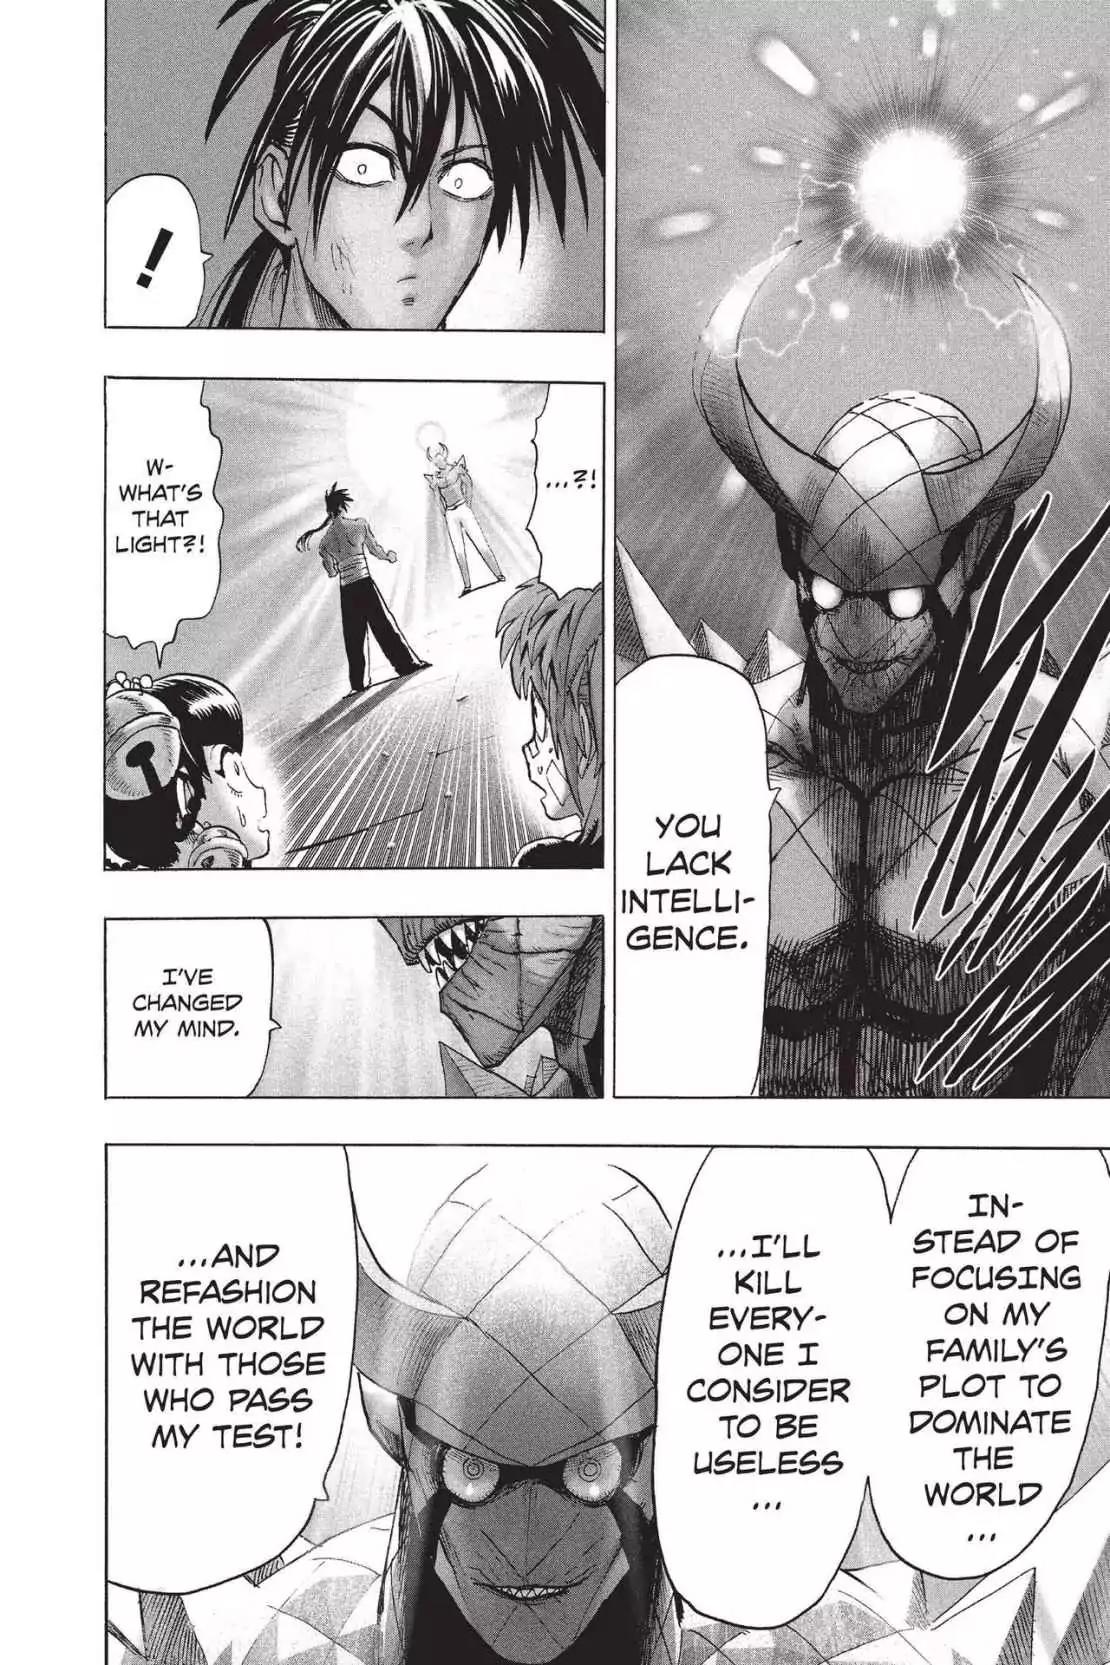 YOU
LACK
INTELLI-
GENCE.
!
...?!
W-
WHAT'S
THAT
LIGHT?!
I'VE
CHANGED
MY MIND.
IN-
STEAD OF
FOCUSING
ON MY
FAMILY'S
PLOT TO
DOMINATE
THE
WORLD
...
...I'LL
KILL
EVERY-
ONE I
CONSIDER
TO BE
USELESS
...
...AND
REFASHION
THE WORLD
WITH THOSE
WHO PASS
MY TEST!